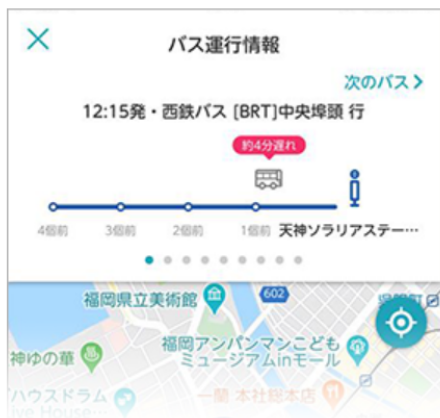 バス運行情報
次のバス
12:15発・西鉄バス [BRT]中央埠頭 行
約4分遅れ
4個前
3個前
2個前
1個前
天神ソラリアステー…
福岡県立美術館
602
福岡アンパンマンこども
ミュージアムinモール
神ゆの華
ハウスドラム
ive House…
一蘭 本社総本店